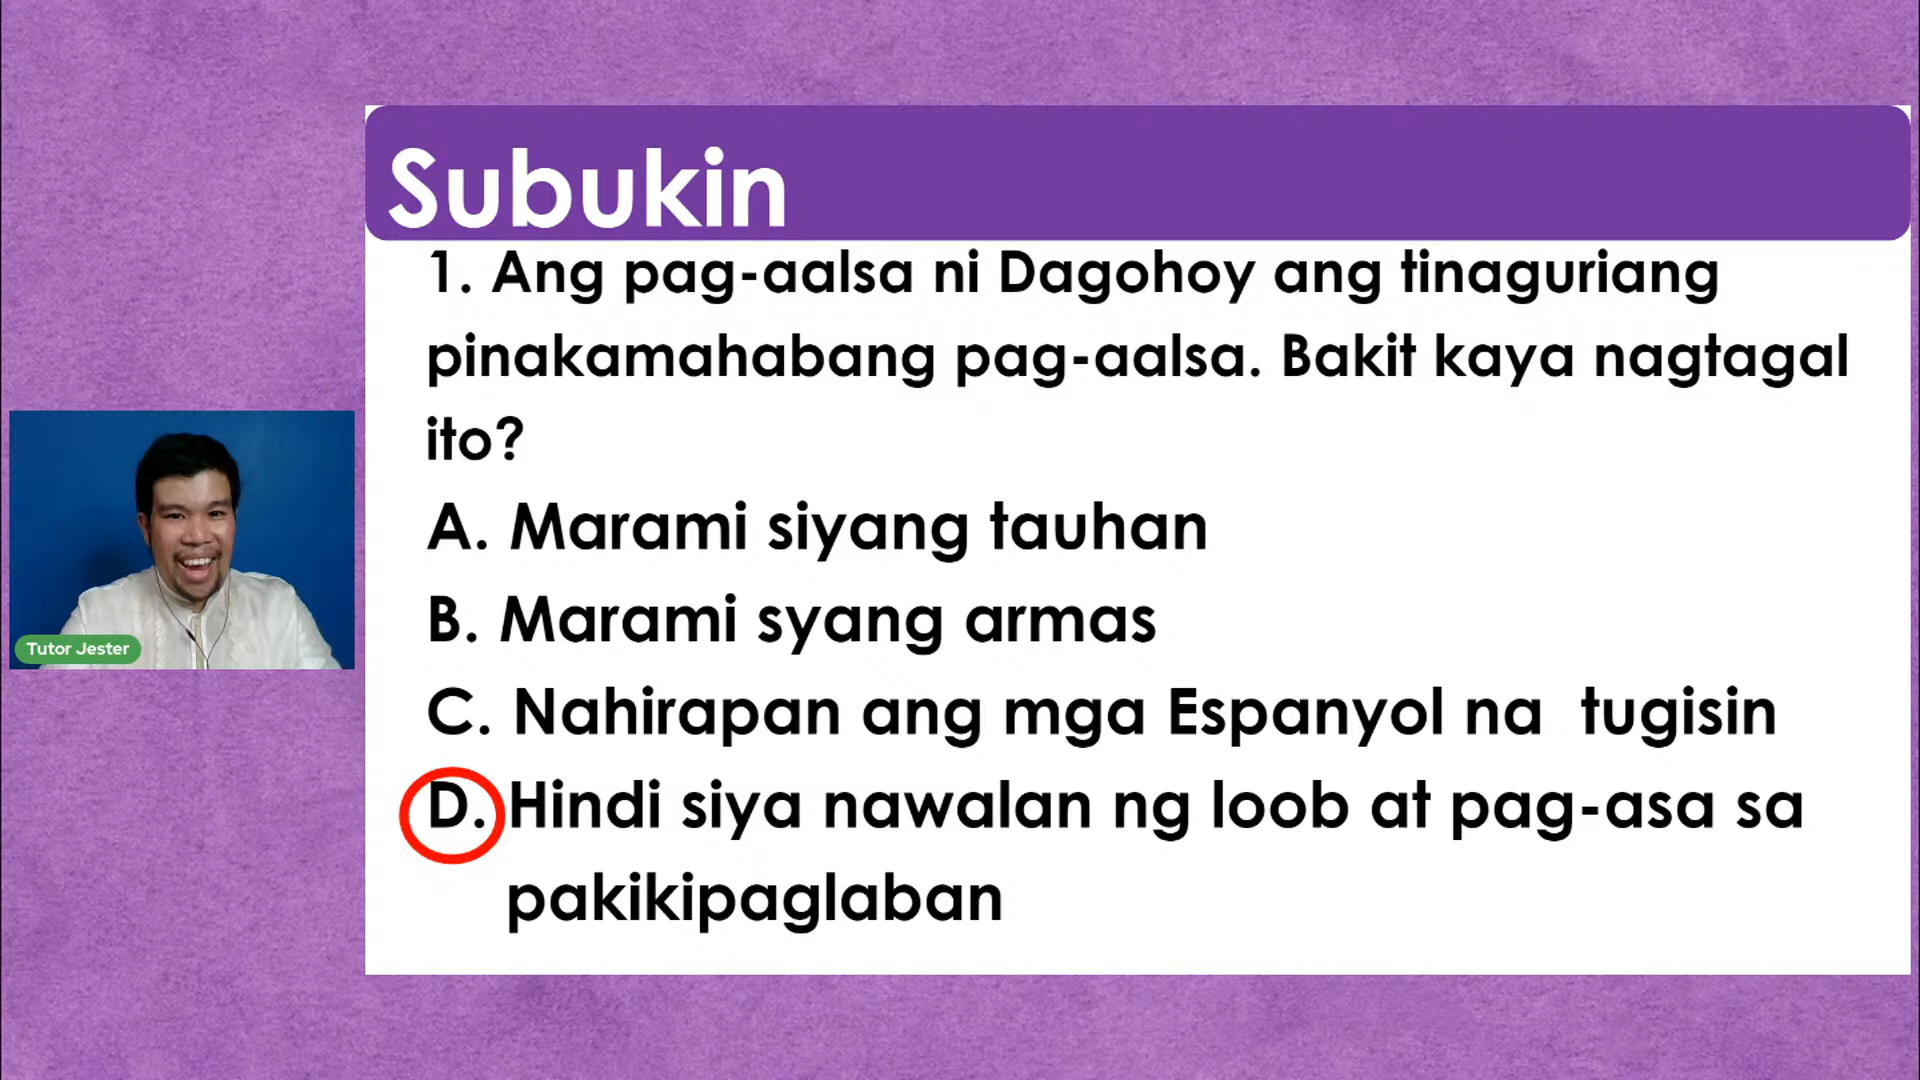 Subukin
1. Ang pag-aalsa ni Dagohoy ang tinaguriang
pinakamahabang pag-aalsa. Bakit kaya nagtagal
ito?
A. Marami siyang tauhan
B. Marami syang armas
C. Nahirapan ang mga Espanyol na  tugisin
D. Hindi siya nawalan ng loob at pag-asa sa
pakikipaglaban
Tutor Jester